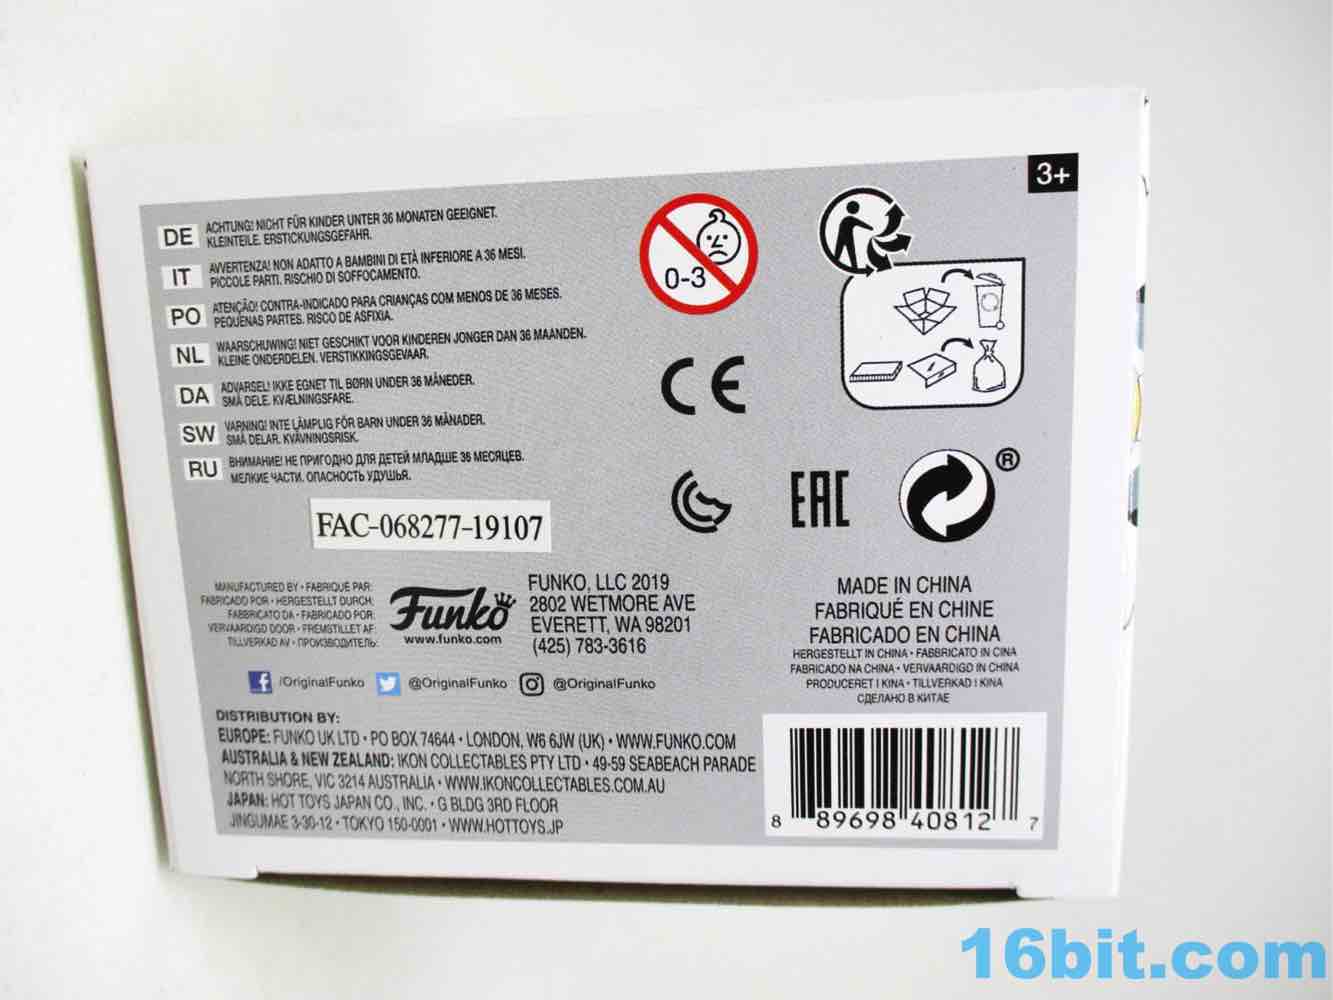 3+
DE
ACHTUNG! NICHT FÜR KINDER UNTER 36 MONATEN GEEIGNET.
KLEINTEILE. ERSTICKUNGSGEFAHR.
IT
AVVERTENZA! NON ADATTO A BAMBINI DI ETÀ INFERIORE A 36 MESI.
PICCOLE PARTI. RISCHIO DI SOFFOCAMENTO.
PO
ATENÇÃO! CONTRA-INDICADO PARA CRIANÇAS COM MENOS DE 36 MESES.
PEQUENAS PARTES. RISCO DE ASFIXIA.
NL
WAARSCHUWING! NIET GESCHIKT VOOR KINDEREN JONGER DAN 36 MAANDEN.
KLEINE ONDERDELEN. VERSTIKKINGSGEVAAR.
DA
ADVARSEL! IKKE EGNET TIL BØRN UNDER 36 MÅNEDER.
SMÅ DELE. KVÆLNINGSFARE.
SW
VARNING! INTE LÄMPLIG FÖR BARN UNDER 36 MÅNADER.
SMÅ DELAR. KVÄVNINGSRISK.
RU
ВНИМАНИЕ! НЕ ПРИГОДНО ДЛЯ ДЕТЕЙ МЛАДШЕ 36 МЕСЯЦЕВ.
МЕЛКИЕ ЧАСТИ. ОПАСНОСТЬ УДУШЬЯ.
0-3
CE
EAC
®
FAC-068277-19107
MANUFACTURED BY • FABRIQUÉ PAR:
FABRICADO POR • HERGESTELLT DURCH:
FABBRICATO DA • FABRICADO POR:
VERVAARDIGD DOOR • FREMSTILLET AF:
TILLVERKAD AV • ПРОИЗВОДИТЕЛЬ:
Funko
www.funko.com
FUNKO, LLC 2019
2802 WETMORE AVE
EVERETT, WA 98201
(425) 783-3616
MADE IN CHINA
FABRIQUÉ EN CHINE
FABRICADO EN CHINA
HERGESTELLT IN CHINA • FABBRICATO IN CINA
FABRICADO NA CHINA • VERVAARDIGD IN CHINA
PRODUCERET I KINA • TILLVERKAD I KINA
СДЕЛАНО В КИТАЕ
/OriginalFunko @OriginalFunko @OriginalFunko
DISTRIBUTION BY:
EUROPE: FUNKO UK LTD • PO BOX 74644 • LONDON, W6 6JW (UK) • WWW.FUNKO.COM
AUSTRALIA & NEW ZEALAND: IKON COLLECTABLES PTY LTD • 49-59 SEABEACH PARADE
NORTH SHORE, VIC 3214 AUSTRALIA • WWW.IKONCOLLECTABLES.COM.AU
JAPAN: HOT TOYS JAPAN CO., INC. • G BLDG 3RD FLOOR
JINGUMAE 3-30-12 • TOKYO 150-0001 • WWW.HOTTOYS.JP
8 89698 40812 7
16bit.com